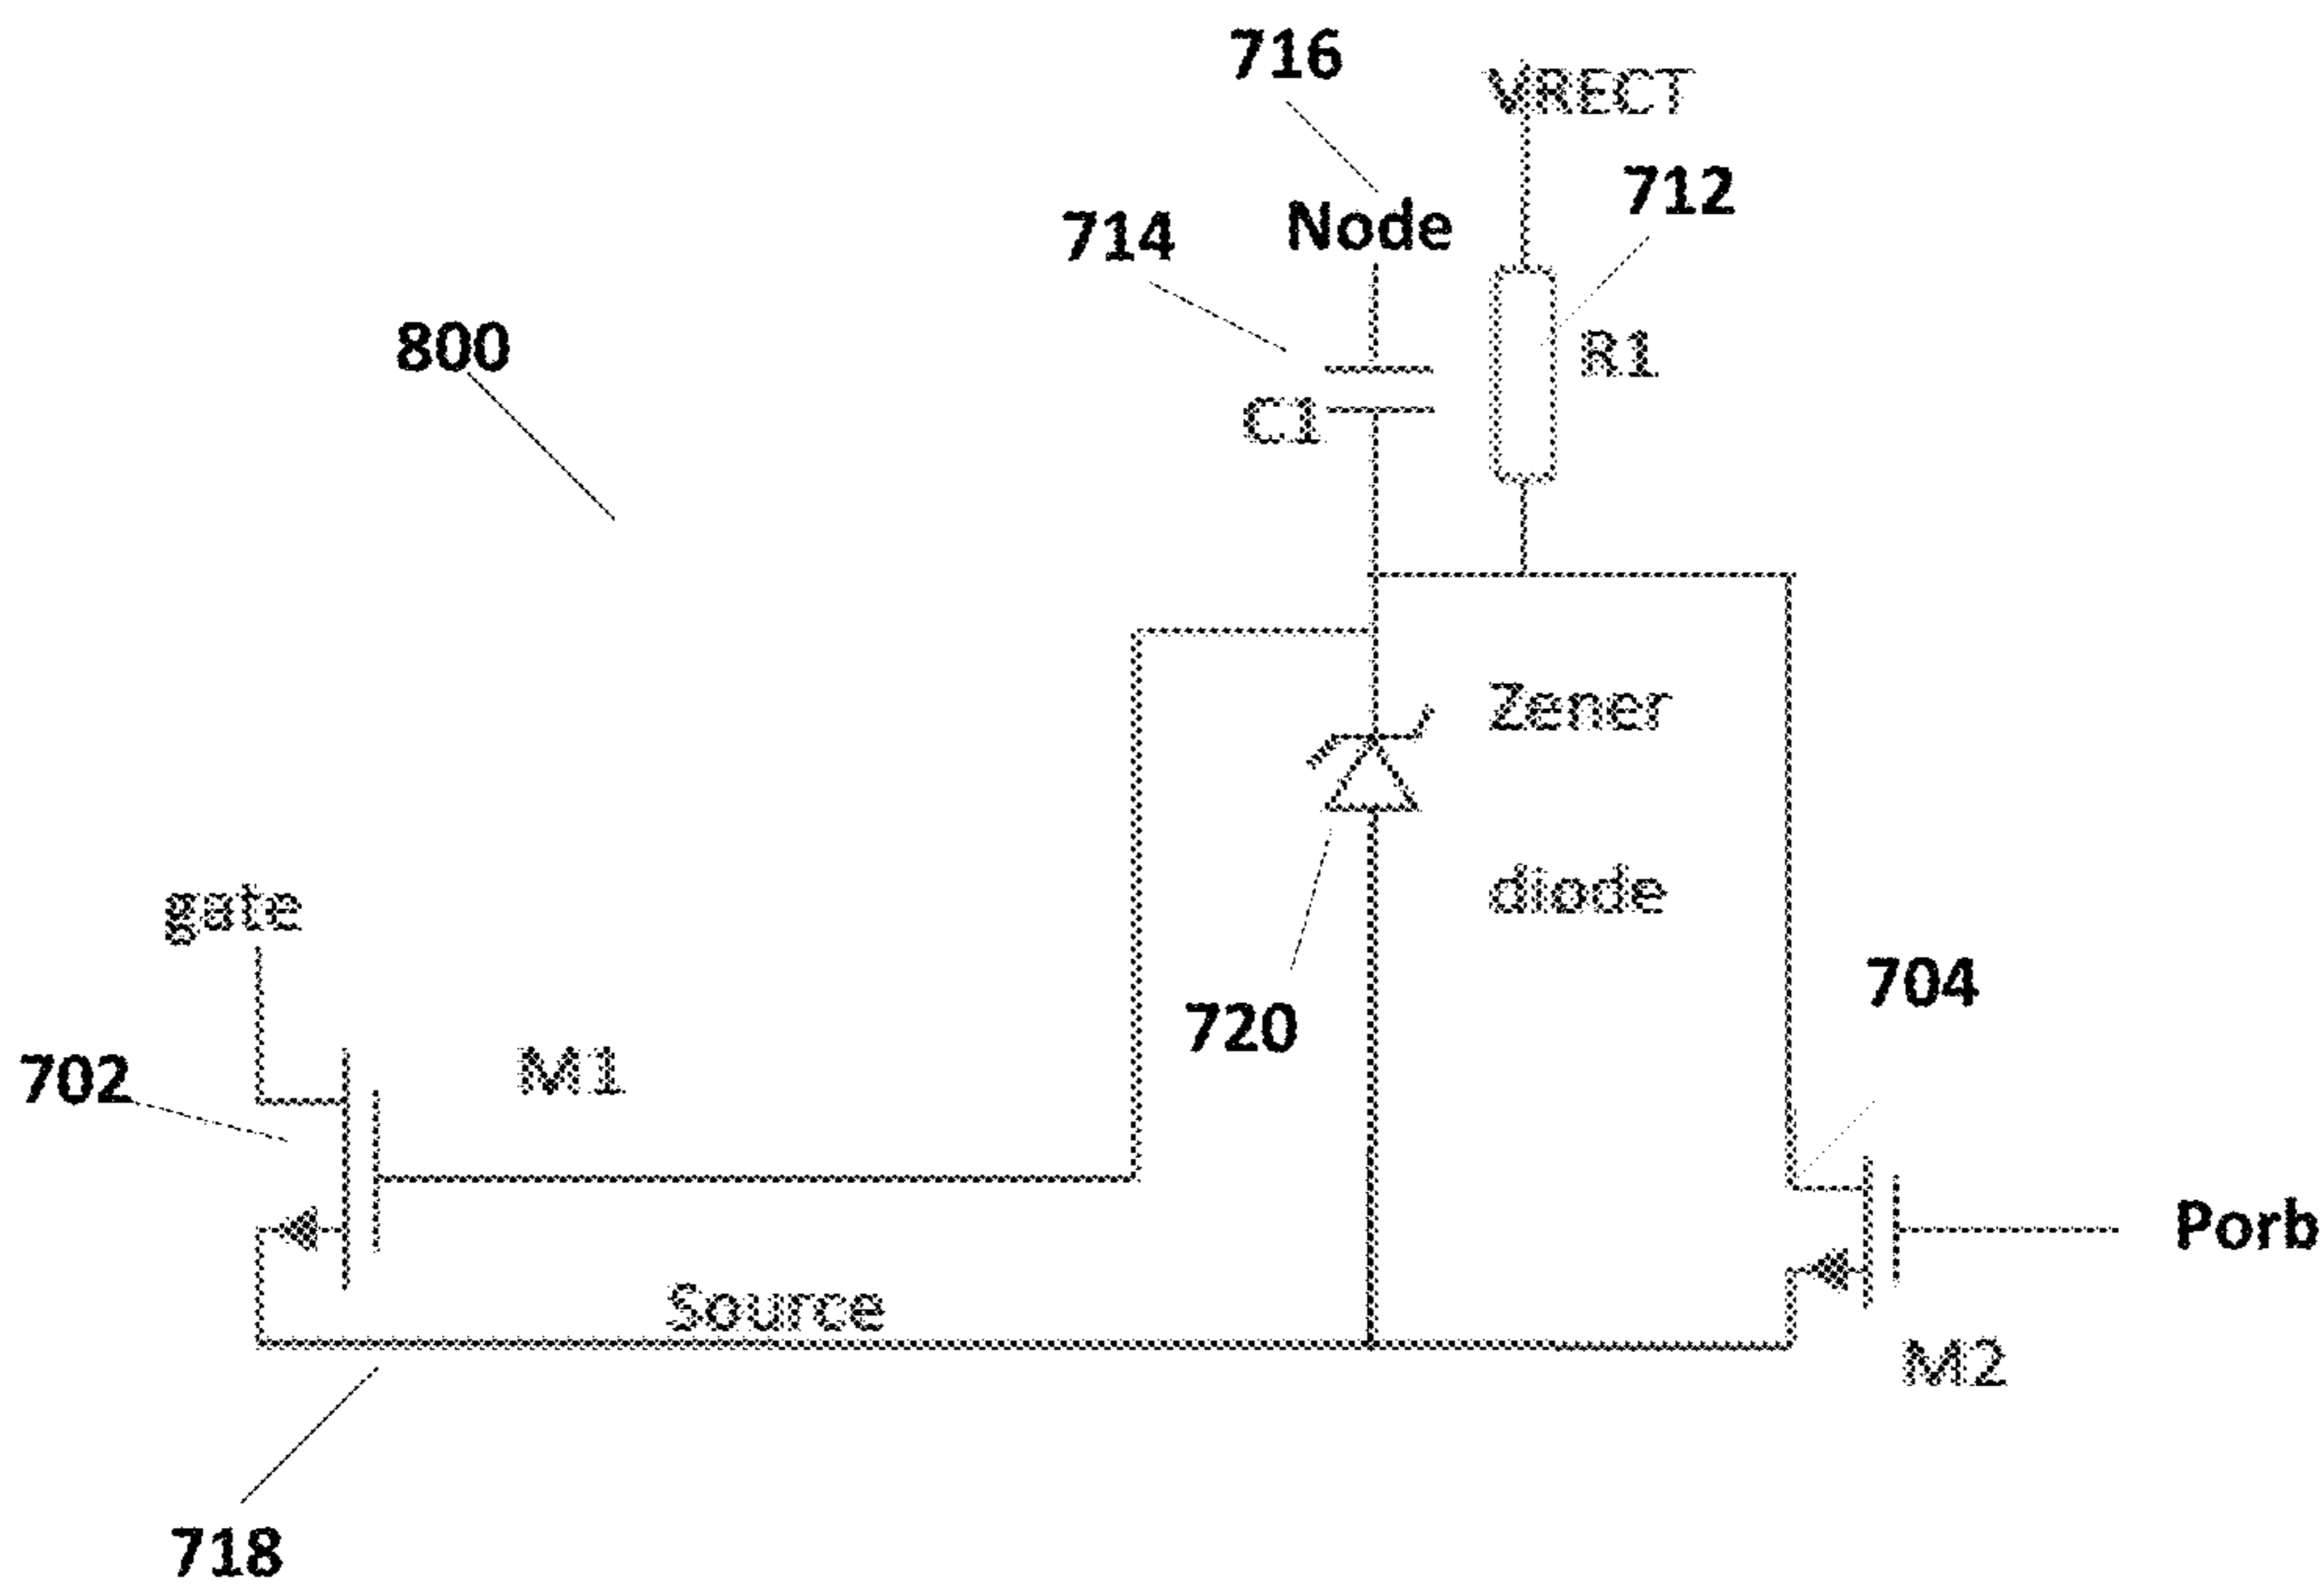 716
VRECT
712
714
Node
800
R1
C1
Zener
diode
gate
704
720
702
M1
Porb
Source
M2
718